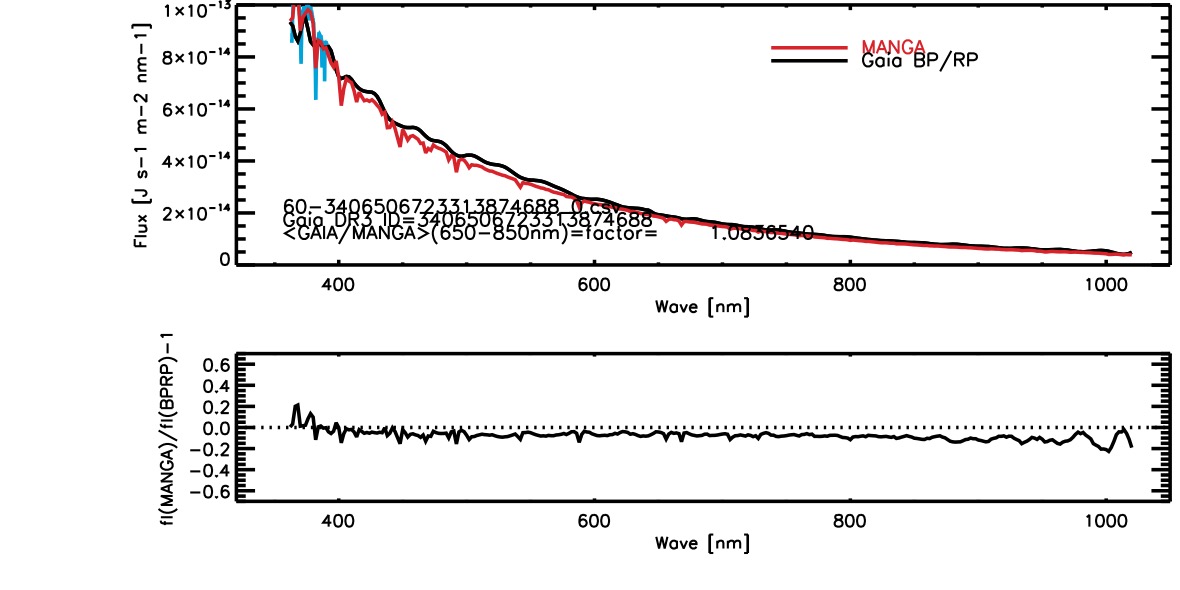 1×10−13
8×10−14
6×10−14
4×10−14
2×10−14
0
Flux [J s−1 m−2 nm−1]
MANGA
Gaia BP/RP
60−3406506723313874688_0.csv
Gaia DR3 ID=3406506723313874688
<GAIA/MANGA>(650−850nm)=factor= 1.0836540
400 600 800 1000
Wave [nm]
0.6
0.4
0.2
0.0
−0.2
−0.4
−0.6
fl(MANGA)/fl(BPRP)−1
400 600 800 1000
Wave [nm]